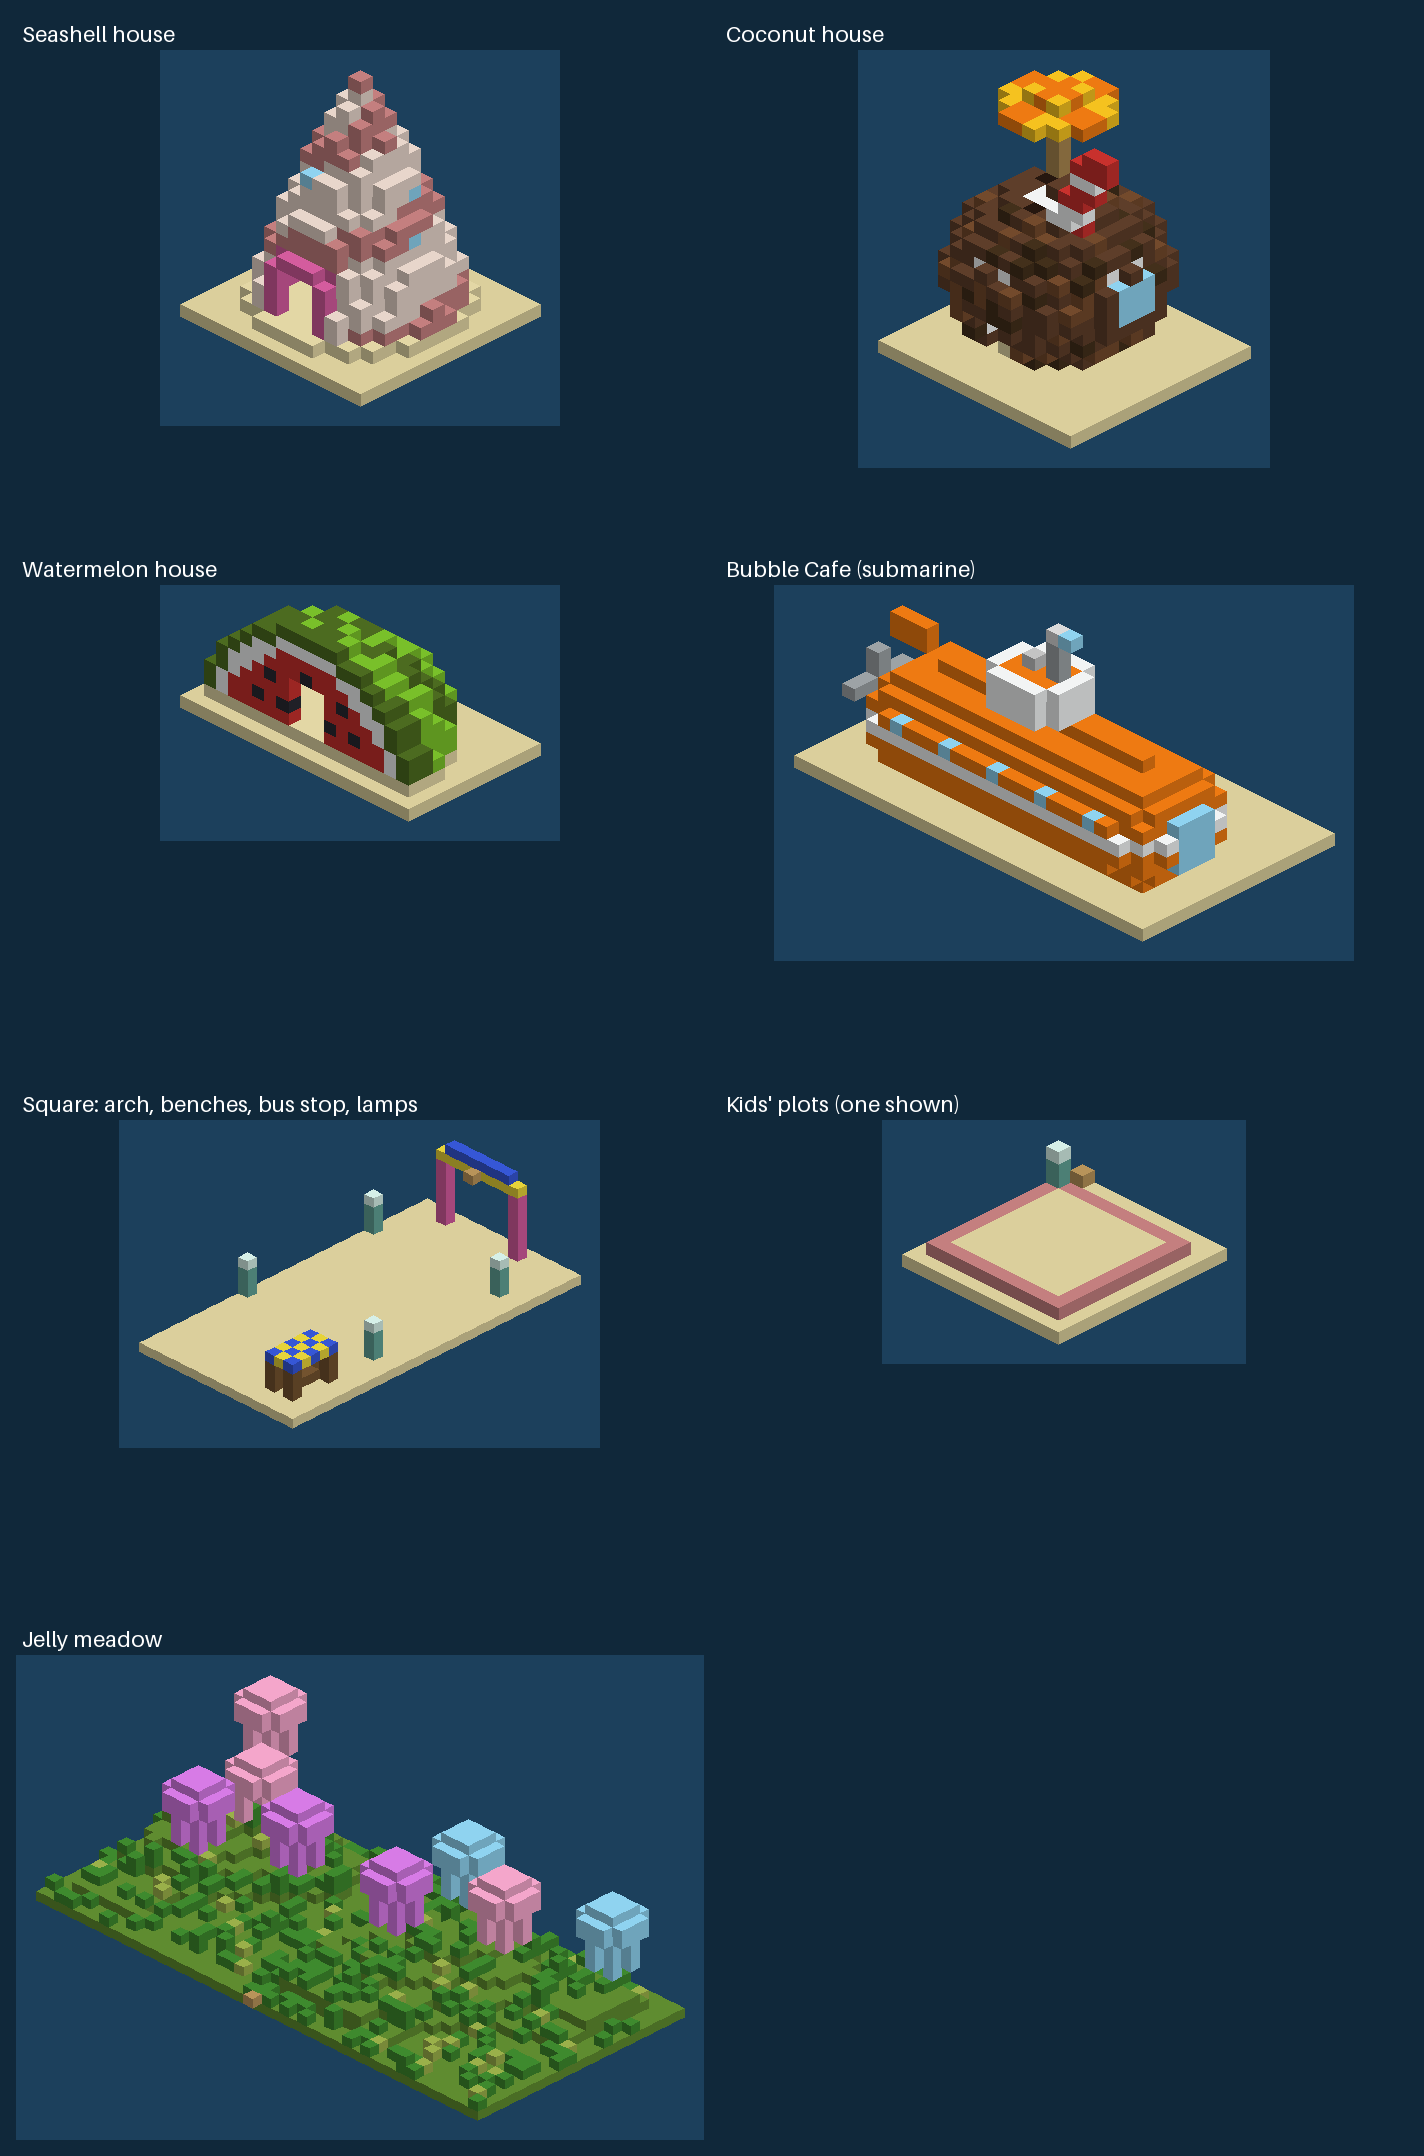 Seashell house
Coconut house
Watermelon house
Bubble Cafe (submarine)
Square: arch, benches, bus stop, lamps
Kids' plots (one shown)
Jelly meadow